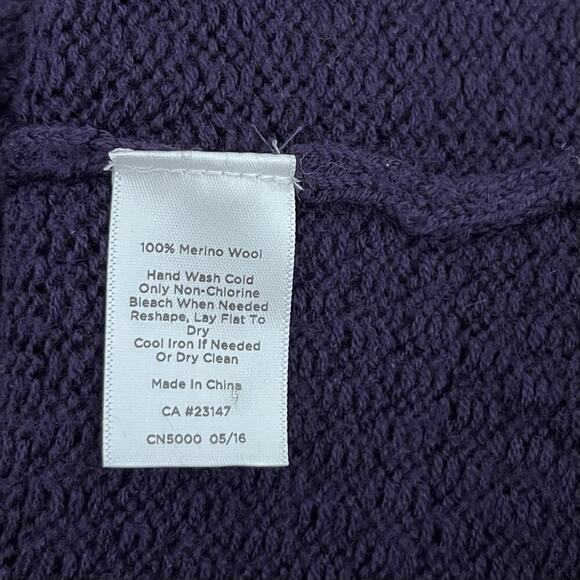 100% Merino Wool
Hand Wash Cold
Only Non-Chlorine
Bleach When Needed
Reshape, Lay Flat To
Dry
Cool Iron If Needed
Or Dry Clean
Made In China
CA #23147
CN5000 05/16